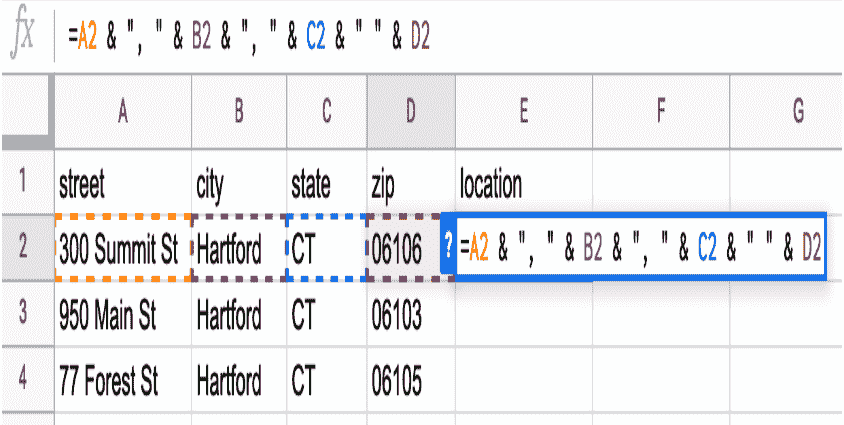 fx =A2 & ", " & B2 & ", " & C2 & " " & D2
A B C D E F G
1 street city state zip location
2 300 Summit St Hartford CT 06106 ? =A2 & ", " & B2 & ", " & C2 & " " & D2
3 950 Main St Hartford CT 06103
4 77 Forest St Hartford CT 06105